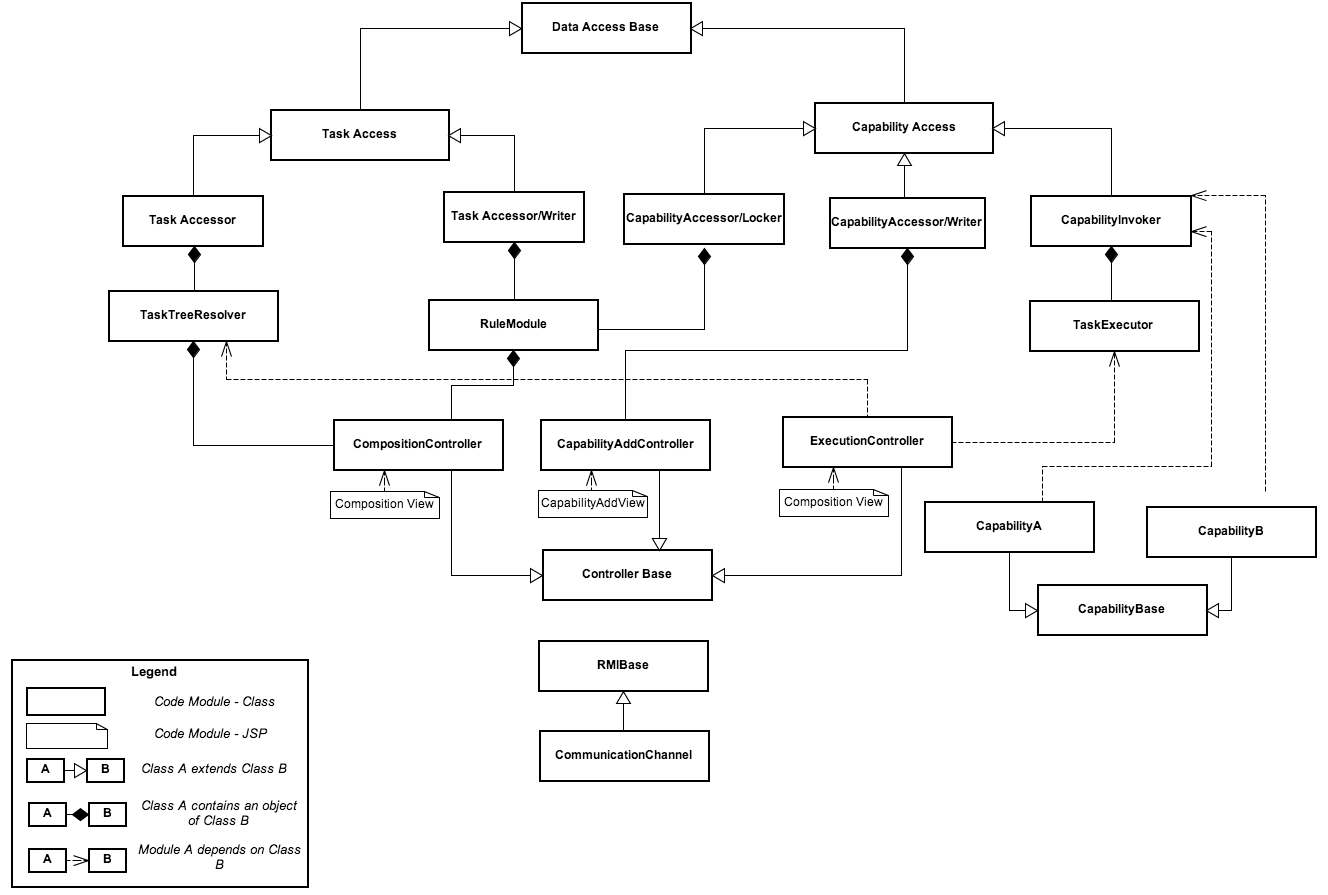 Data Access Base
Task Access
Capability Access
Task Accessor
Task Accessor/Writer
CapabilityAccessor/Locker
CapabilityAccessor/Writer
CapabilityInvoker
TaskTreeResolver
RuleModule
TaskExecutor
CompositionController
CapabilityAddController
ExecutionController
Composition View
CapabilityAddView
Composition View
CapabilityA
CapabilityB
Controller Base
CapabilityBase
RMIBase
CommunicationChannel
Legend
Code Module - Class
Code Module - JSP
A
B
Class A extends Class B
A
B
Class A contains an object
of Class B
A
B
Module A depends on Class
B